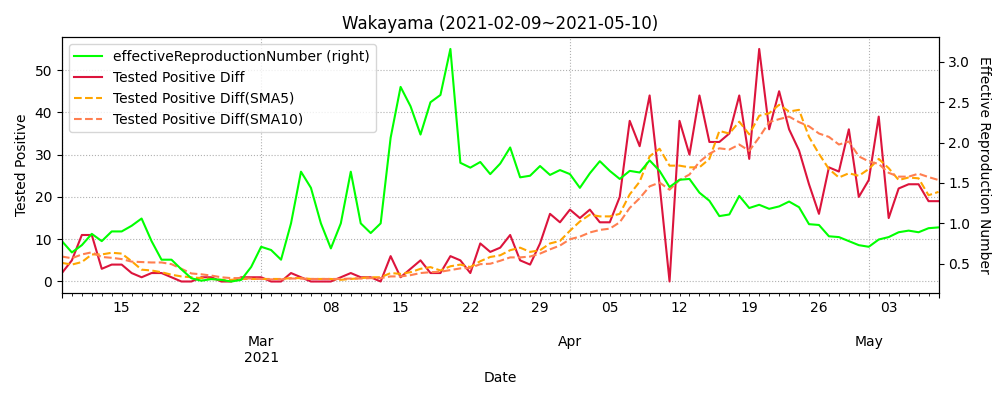 Wakayama (2021-02-09~2021-05-10)
effectiveReproductionNumber (right)
Tested Positive Diff
Tested Positive Diff(SMA5)
Tested Positive Diff(SMA10)
Tested Positive
50
40
30
20
10
0
3.0
2.5
2.0
1.5
1.0
0.5
Effective Reproduction Number
15 22 08 15 22 29 05 12 19 26 03
Mar Apr May
2021
Date